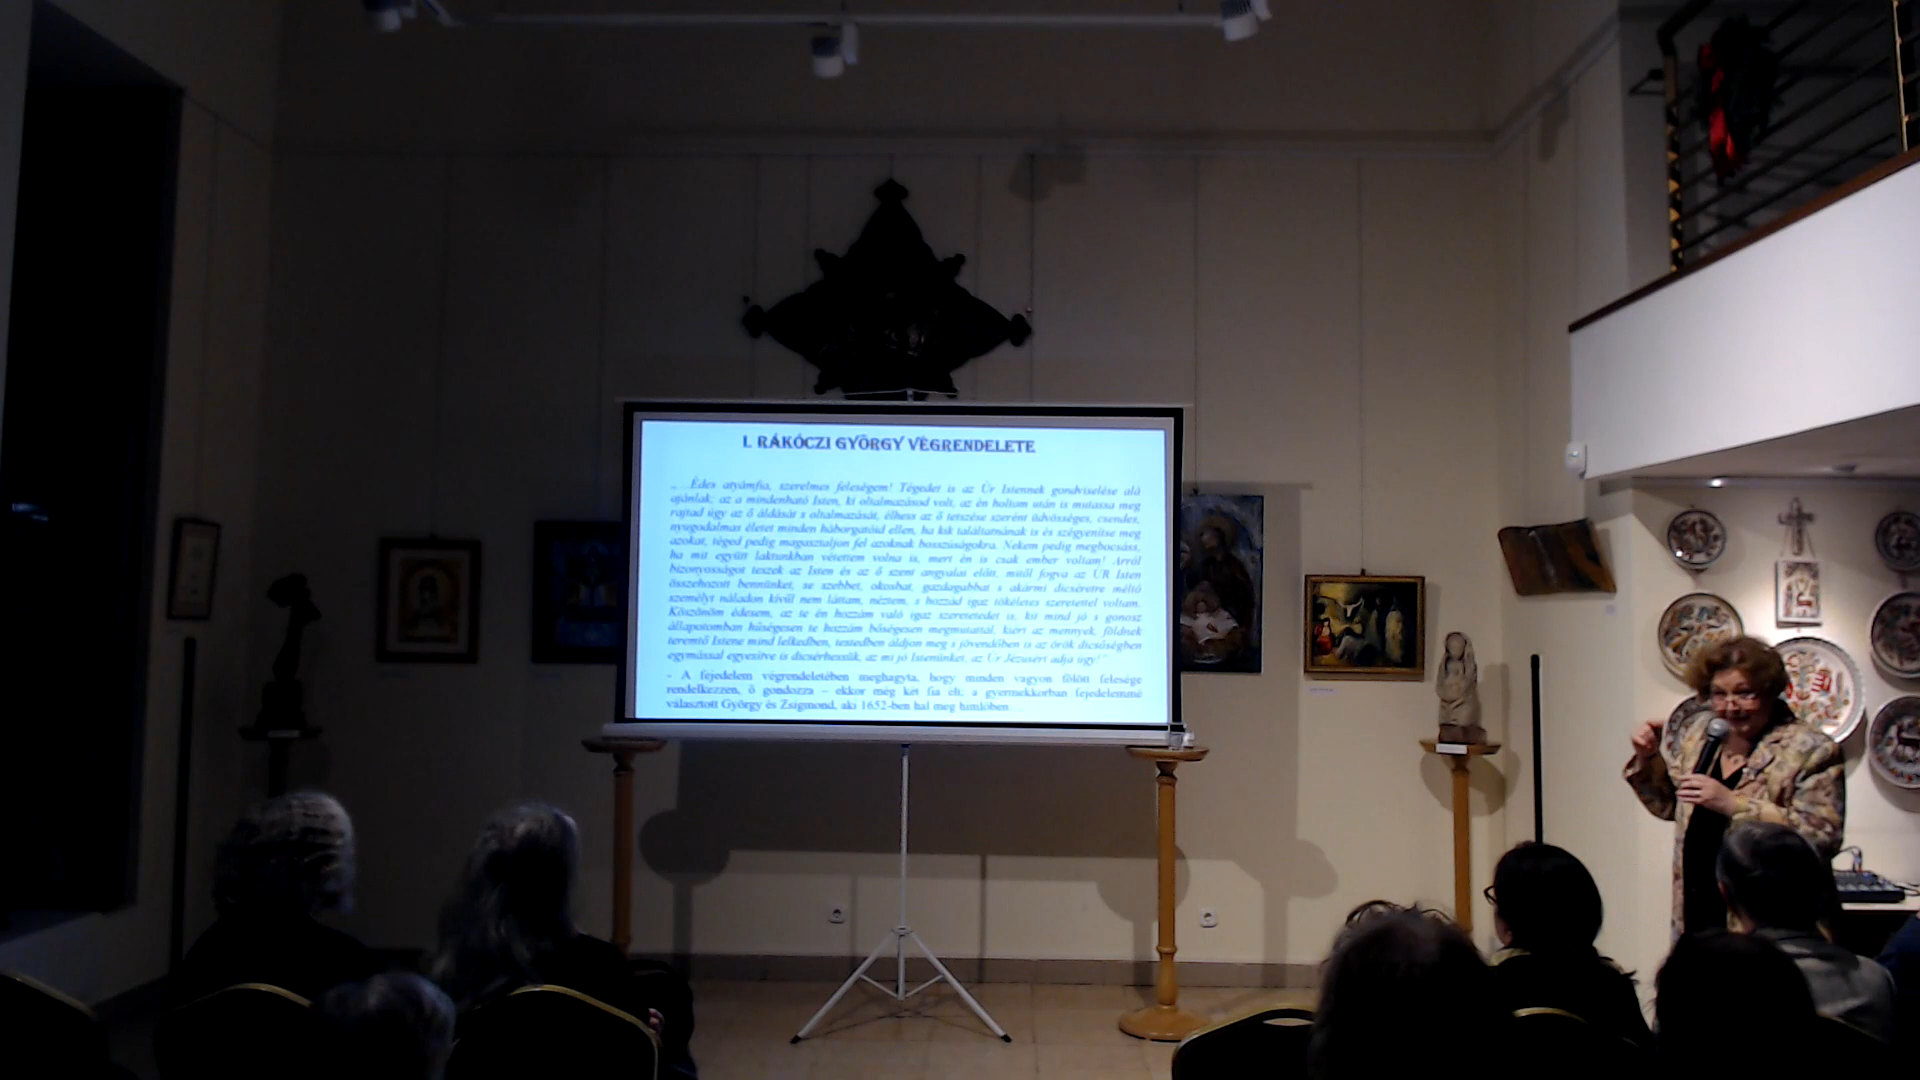 I. RÁKÓCZI GYÖRGY VÉGRENDELETE
„…Édes atyámfia, szerelmes feleségem! Tégedet is az Úr Istennek gondviselése alá
ajánlak; az a mindenható Isten, ki oltalmazásod volt, az én holtom után is mutassa meg
rajtad úgy az ő áldását s oltalmazását, élhess az ő tetszése szerént üdvösséges, csendes,
nyugodalmas életet minden háborgatóid ellen, ha kik találtatnának is és szégyenítse meg
azokat, téged pedig magasztaljon fel azoknak bosszúságokra. Nekem pedig megbocsáss,
ha mit együtt laktunkban vétettem volna is, mert én is csak ember voltam! Arról
bizonyosságot teszek az Isten és az ő szent angyalai előtt, mitől fogva az ÚR Isten
összehozott bennünket, se szebbet, okosbat, gazdagabbat s akármi dicséretre méltó
személyt náladon kívül nem láttam, néztem, s hozzád igaz tökéletes szeretettel voltam.
Köszönöm édesem, az te én hozzám való igaz szeretetedet is, kit mind jó s gonosz
állapotomban hűségesen te hozzám bőségesen megmutattál, kiért az mennyek, földnek
teremtő Istene mind lelkedben, testedben áldjon meg s jövendőben is az örök dicsőségben
egymással egyesítve is dicsérhessük, az mi jó Istenünket, az Úr Jézusért adja úgy!"
- A fejedelem végrendeletében meghagyta, hogy minden vagyon fölött felesége
rendelkezzen, ő gondozza – ekkor még két fia élt, a gyermekkorban fejedelemmé
választott György és Zsigmond, aki 1652-ben hal meg himlőben…